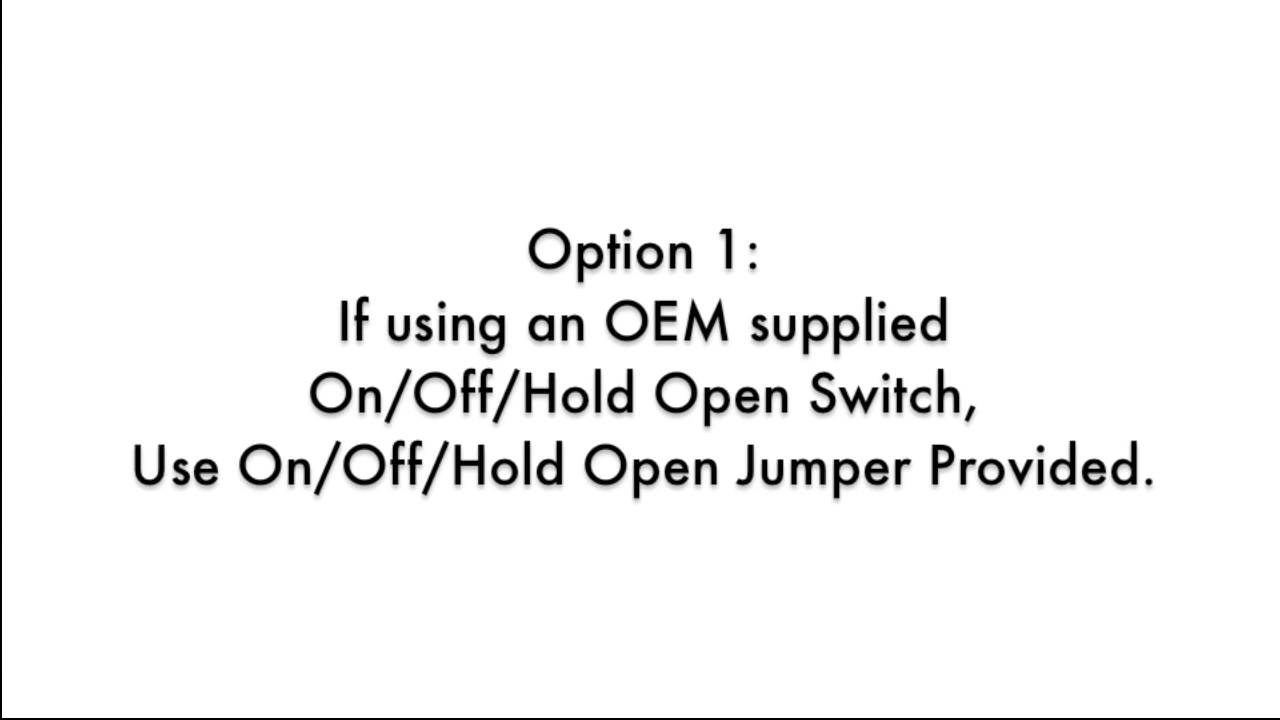 Option 1:
If using an OEM supplied
On/Off/Hold Open Switch,
Use On/Off/Hold Open Jumper Provided.